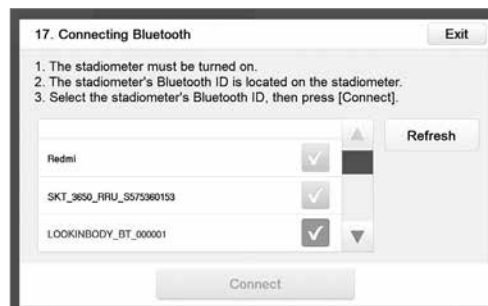 17. Connecting Bluetooth
Exit
1. The stadiometer must be turned on.
2. The stadiometer's Bluetooth ID is located on the stadiometer.
3. Select the stadiometer's Bluetooth ID, then press [Connect].
Refresh
Redmi
SKT_3650_RRU_S575360153
LOOKINBODY_BT_000001
Connect